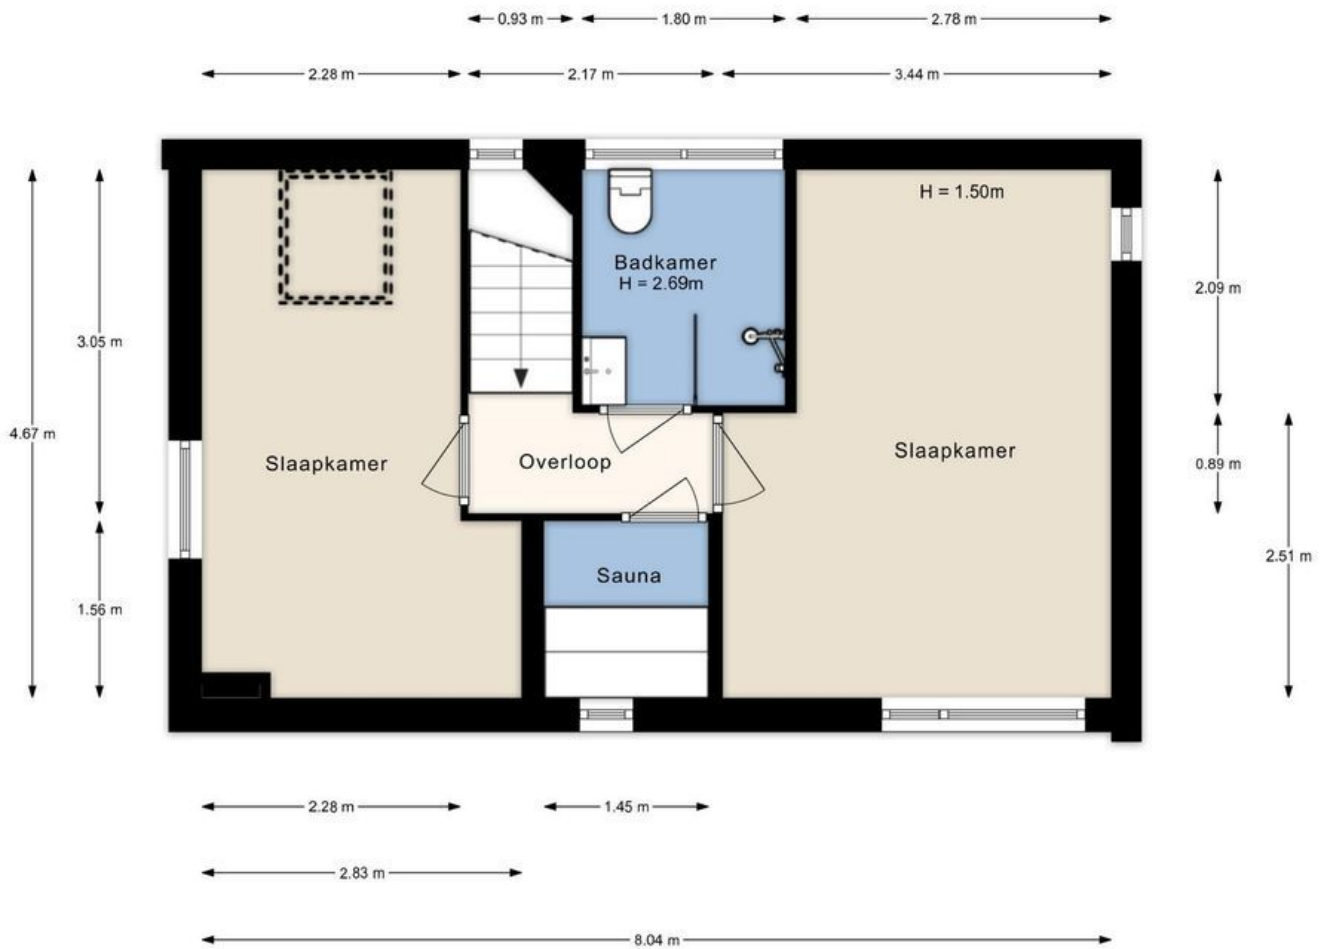 0.93 m
1.80 m
2.78 m
2.28 m
2.17 m
3.44 m
H = 1.50m
Badkamer
H = 2.69m
2.09 m
3.05 m
4.67 m
Slaapkamer
Overloop
Slaapkamer
0.89 m
2.51 m
Sauna
1.56 m
2.28 m
1.45 m
2.83 m
8.04 m